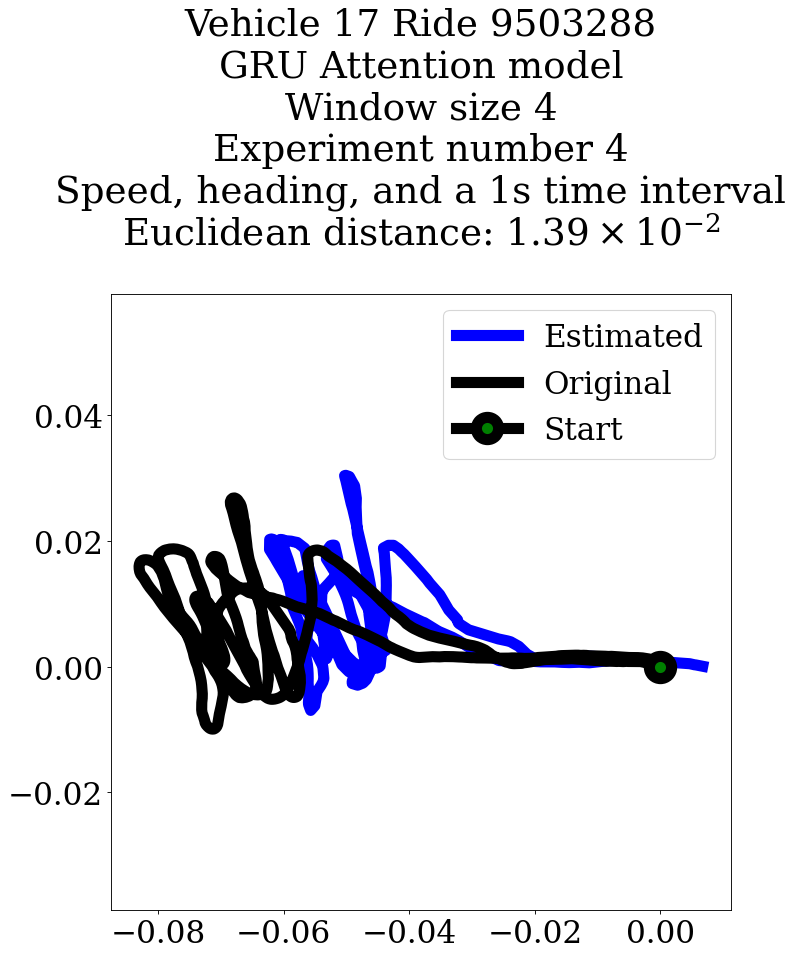 Vehicle 17 Ride 9503288
GRU Attention model
Window size 4
Experiment number 4
Speed, heading, and a 1s time interval
Euclidean distance: 1.39 × 10⁻²
Estimated
Original
Start
0.04
0.02
0.00
−0.02
−0.08 −0.06 −0.04 −0.02 0.00